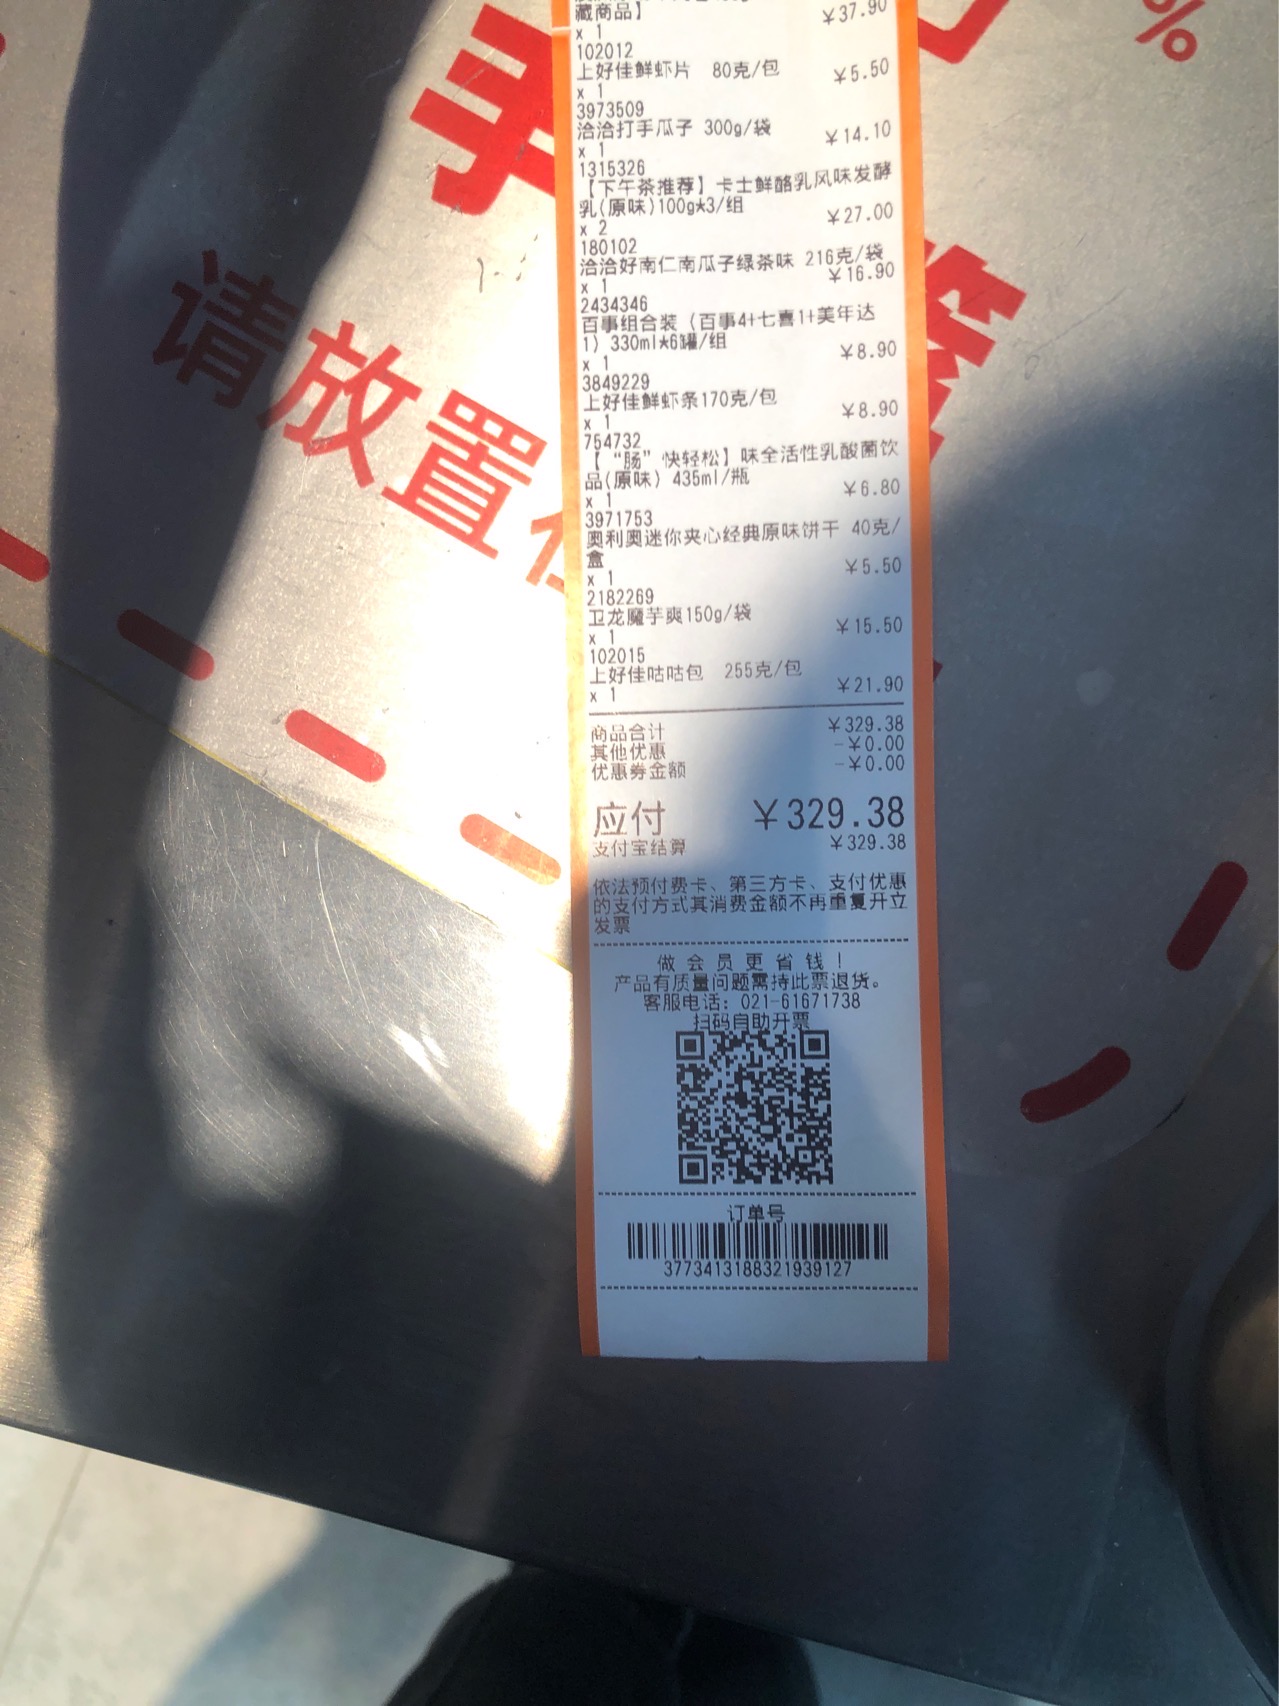 藏商品】
¥37.90
x 1
102012
上好佳鲜虾片 80克/包
¥5.50
x 1
3973509
洽洽打手瓜子 300g/袋
¥14.10
x 1
1315326
【下午茶推荐】卡士鲜酪乳风味发酵
乳(原味)100g*3/组
¥27.00
x 2
180102
洽洽好南仁南瓜子绿茶味 216克/袋
¥16.90
x 1
2434346
百事组合装（百事4+七喜1+美年达
1）330ml*6罐/组
¥8.90
x 1
3849229
上好佳鲜虾条170克/包
¥8.90
x 1
754732
【“肠”快轻松】味全活性乳酸菌饮
品(原味) 435ml/瓶
¥6.80
x 1
3971753
奥利奥迷你夹心经典原味饼干 40克/
盒
¥5.50
x 1
2182269
卫龙魔芋爽150g/袋
¥15.50
x 1
102015
上好佳咕咕包 255克/包
¥21.90
x 1
商品合计 ¥329.38
其他优惠 -¥0.00
优惠券金额 -¥0.00
应付 ¥329.38
支付宝结算 ¥329.38
依法预付费卡、第三方卡、支付优惠
的支付方式其消费金额不再重复开立
发票
做会员更省钱！
产品有质量问题需持此票退货。
客服电话：021-61671738
扫码自助开票
订单号
3773413188321939127
手
%
请放置